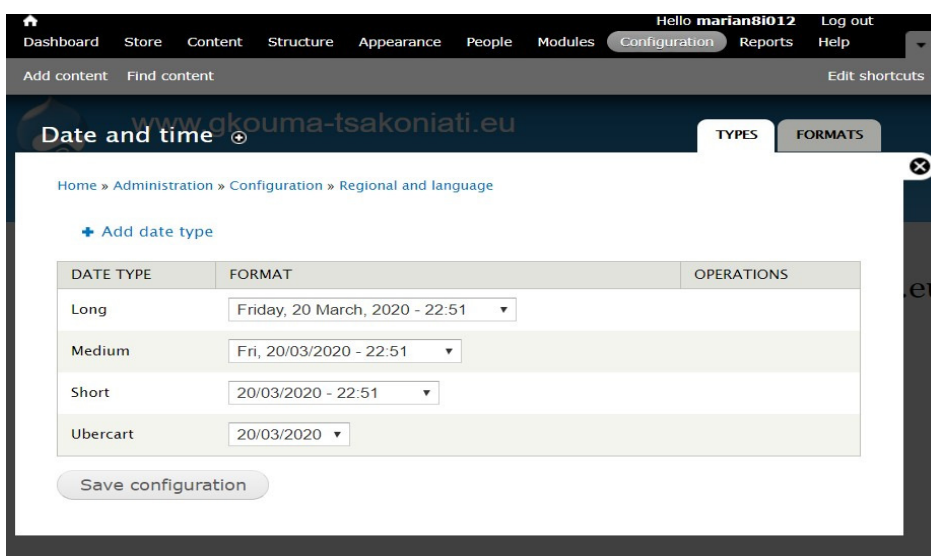 Hello marian8i012 Log out
Dashboard Store Content Structure Appearance People Modules Configuration Reports Help
Add content Find content Edit shortcuts
www.gkouma-tsakoniati.eu
Date and time TYPES FORMATS
Home » Administration » Configuration » Regional and language
Add date type
DATE TYPE FORMAT OPERATIONS
Long Friday, 20 March, 2020 - 22:51
Medium Fri, 20/03/2020 - 22:51
Short 20/03/2020 - 22:51
Ubercart 20/03/2020
Save configuration
.eu